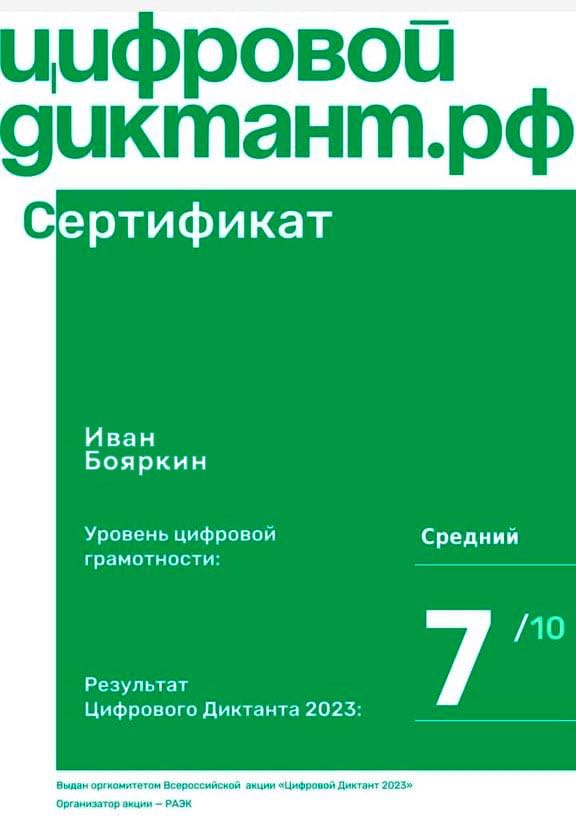 цифровой
диктант.рф
Сертификат
Иван
Бояркин
Уровень цифровой
грамотности:
Средний
7 /10
Результат
Цифрового Диктанта 2023:
Выдан оргкомитетом Всероссийской акции «Цифровой Диктант 2023»
Организатор акции — РАЭК